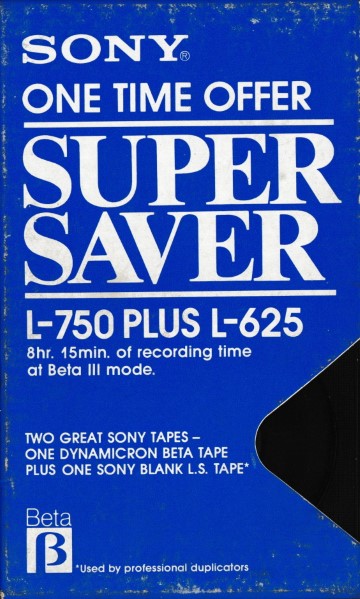 SONY®
ONE TIME OFFER
SUPER
SAVER
L-750 PLUS L-625
8hr. 15min. of recording time
at Beta III mode.
TWO GREAT SONY TAPES –
ONE DYNAMICRON BETA TAPE
PLUS ONE SONY BLANK L.S. TAPE*
Beta
β
*Used by professional duplicators